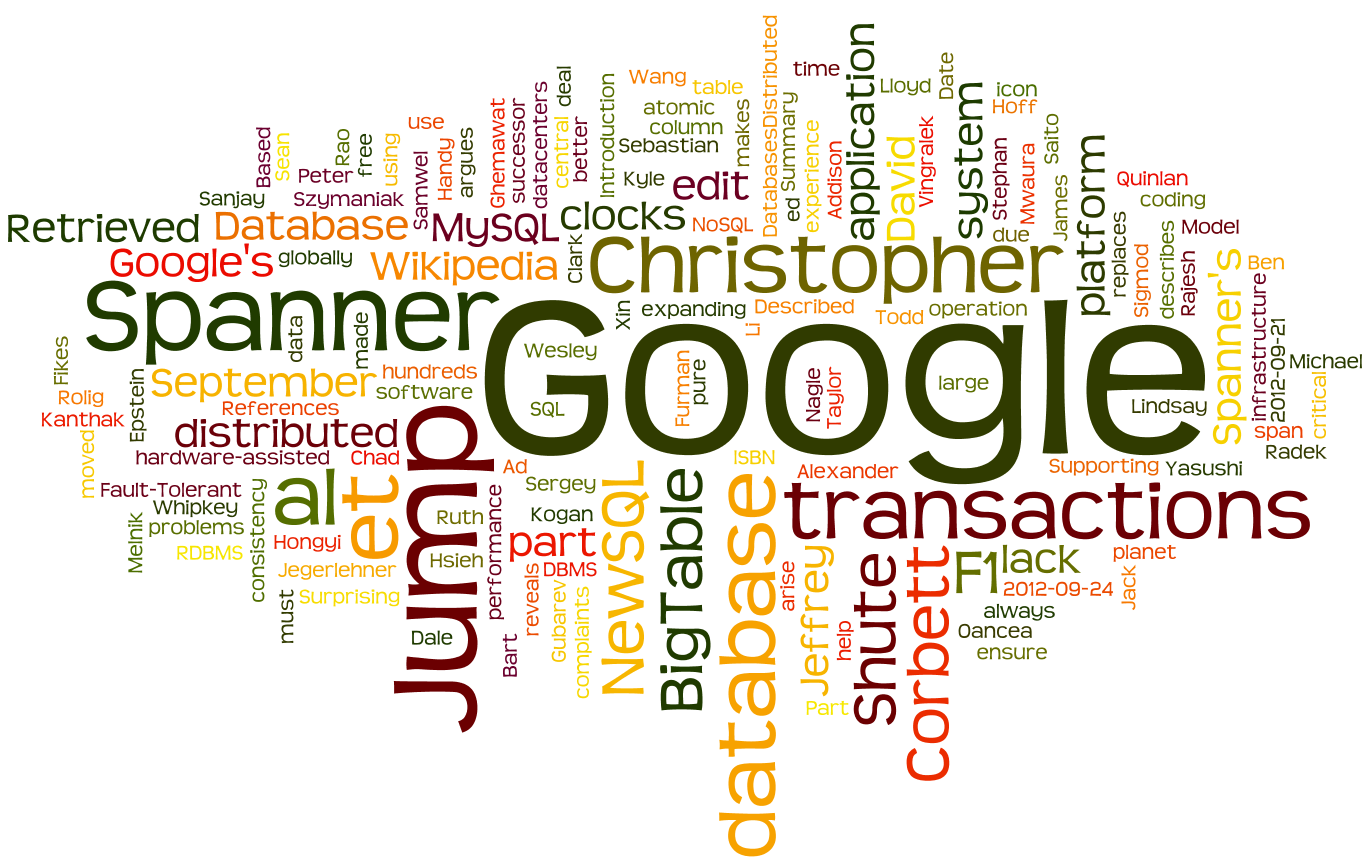 DatabasesDistributed
application
time
Wang
table
Lloyd
Date
icon
Hoff
deal
datacenters
successor
Ghemawat
Introduction
atomic
column
Sebastian
makes
Summary
ed
experience
Addison
David
Vingralek
system
Stephan
due
Mwaura
Saito
James
platform
Quinlan
coding
use
Handy
argues
Based
Sean
Rao
free
using
Peter
Szymaniak
Samwel
Sanjay
central
better
Kyle
edit
NoSQL
replaces
Sigmod
describes
Model
Rajesh
Retrieved
Database
MySQL
clocks
Google's
globally
Wikipedia
Clark
Christopher
Spanner's
Ben
infrastructure
2012-09-21
Spanner
data
made
Xin
expanding
Described
Li
Todd
operation
Google
Wesley
SQL
Furman
pure
Nagle
Taylor
large
Lindsay
Michael
critical
span
Radek
Fikes
Rolig
Kanthak
Epstein
September
hundreds
software
References
distributed
hardware-assisted
Chad
moved
Fault-Tolerant
Whipkey
problems
Melnik
RDBMS
consistency
al
et
Hongyi
Jegerlehner
Surprising
must
Jump
Dale
Ad
Sergey
Ruth
Kogan
performance
Hsieh
part
DBMS
reveals
Gubarev
complaints
Bart
NewSQL
BigTable
ISBN
database
Alexander
Supporting
Yasushi
transactions
arise
Jeffrey
help
Part
Shute
Corbett
F1
lack
planet
2012-09-24
Jack
always
Oancea
ensure